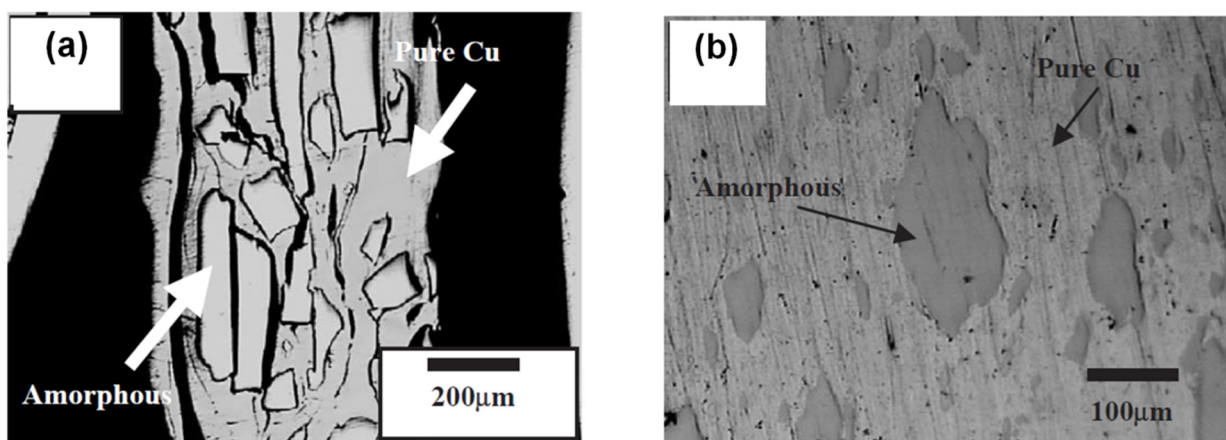 (a)
Pure Cu
Amorphous
200μm
(b)
Pure Cu
Amorphous
100μm